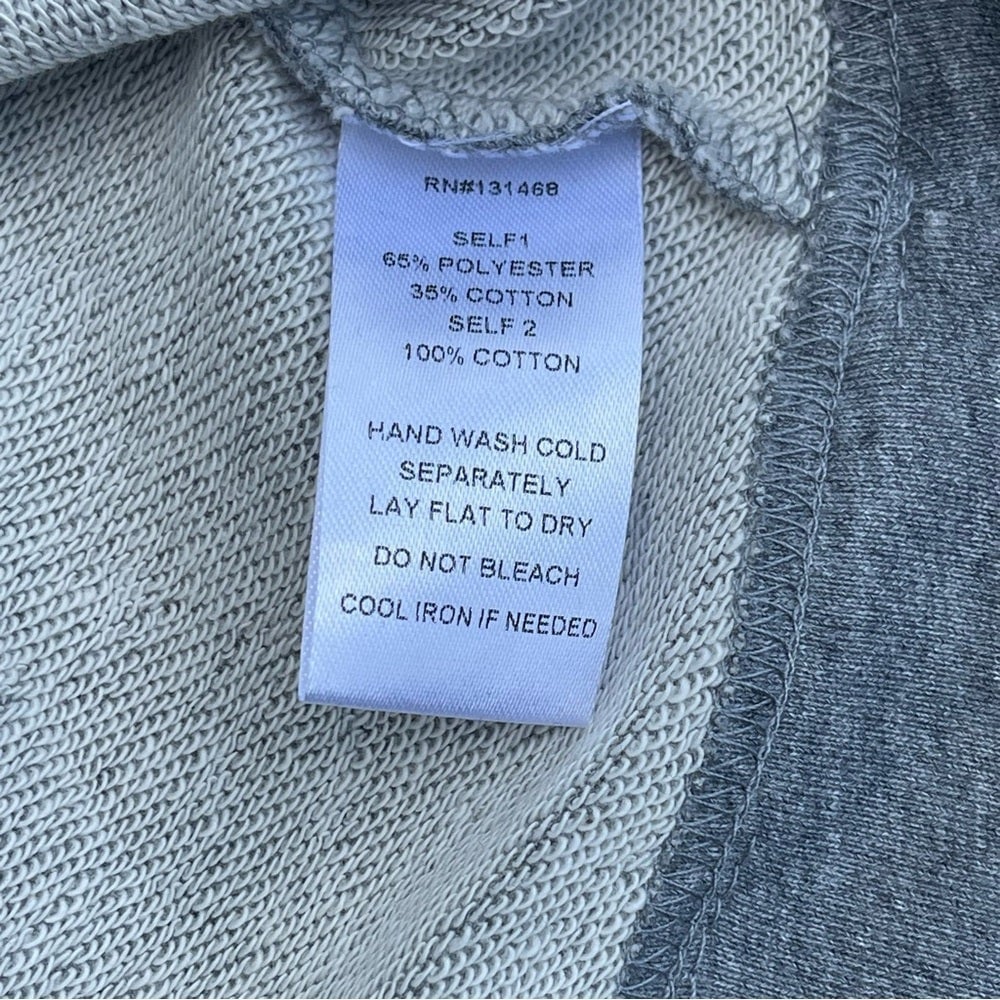 RN#131468
SELF1
65% POLYESTER
35% COTTON
SELF 2
100% COTTON
HAND WASH COLD
SEPARATELY
LAY FLAT TO DRY
DO NOT BLEACH
COOL IRON IF NEEDED